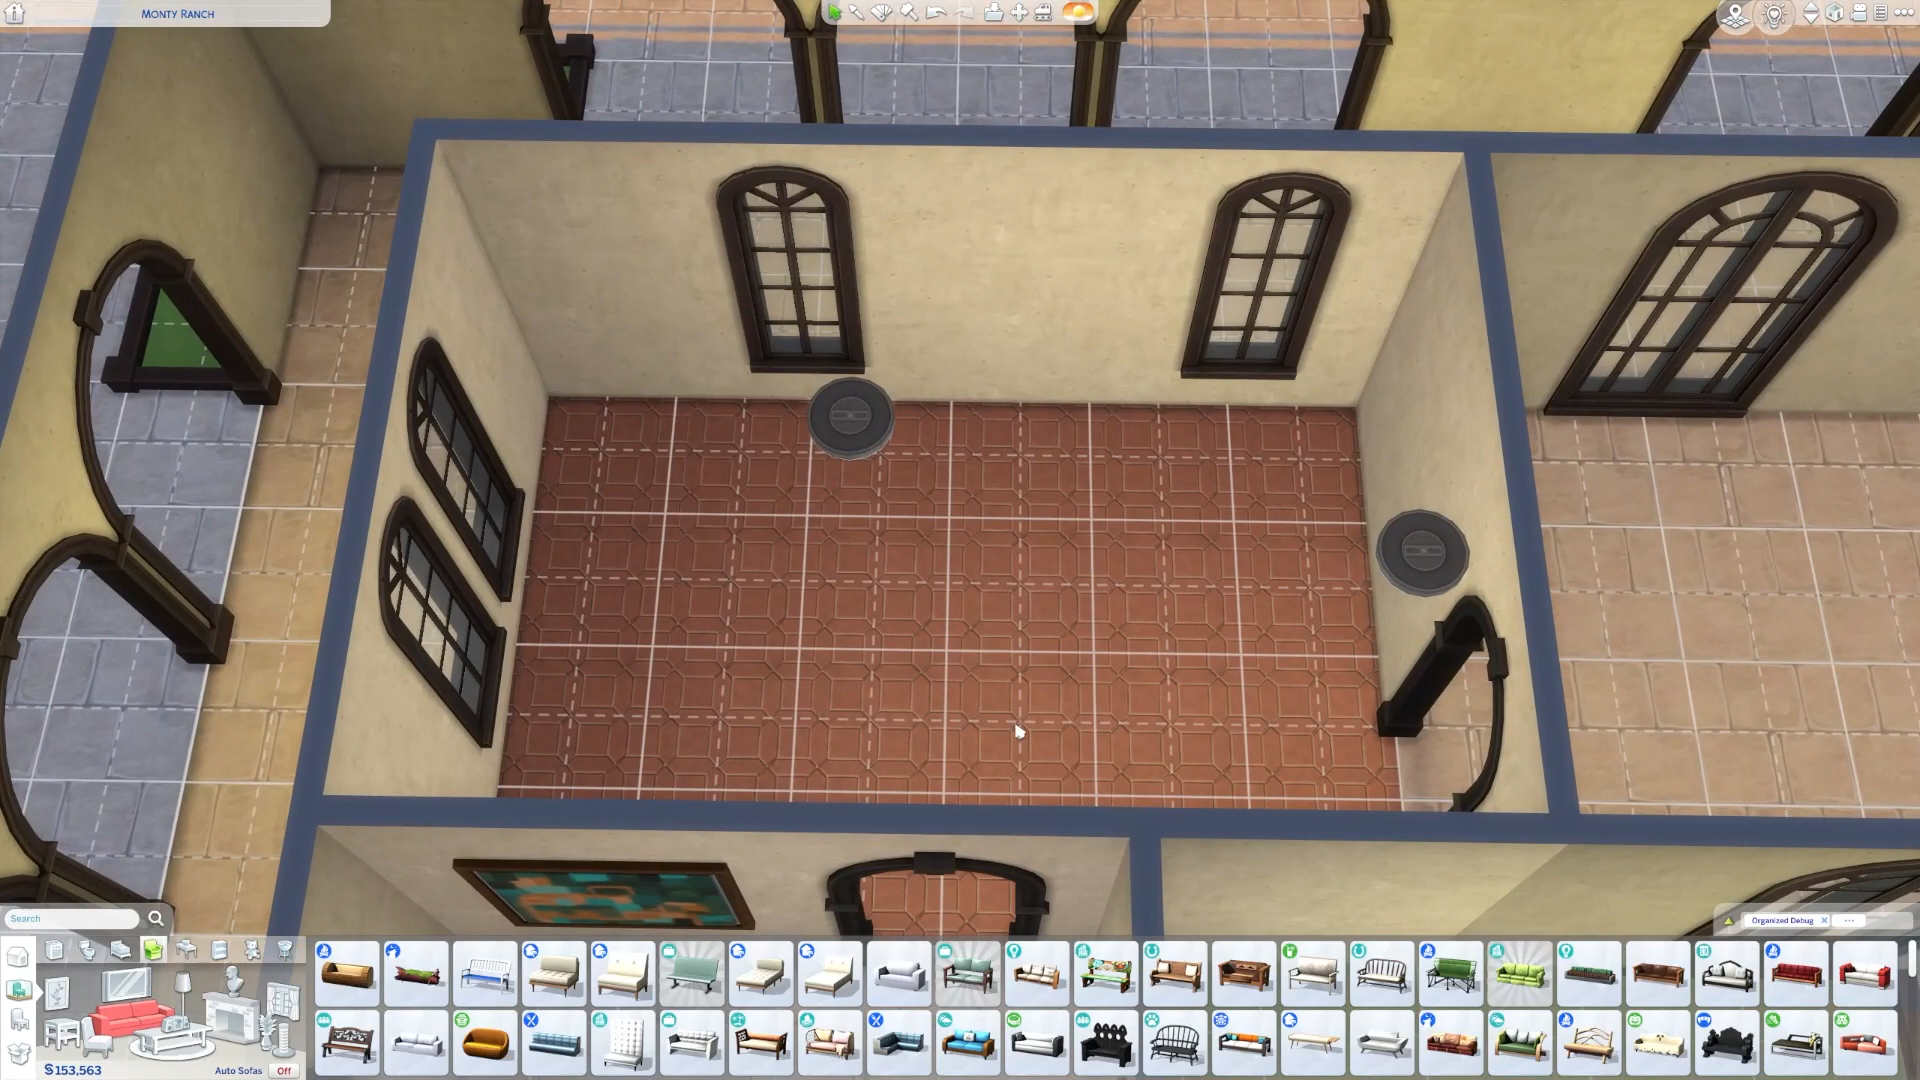 MONTY RANCH
Search
Organized Debug
§153,563
Auto Sofas Off